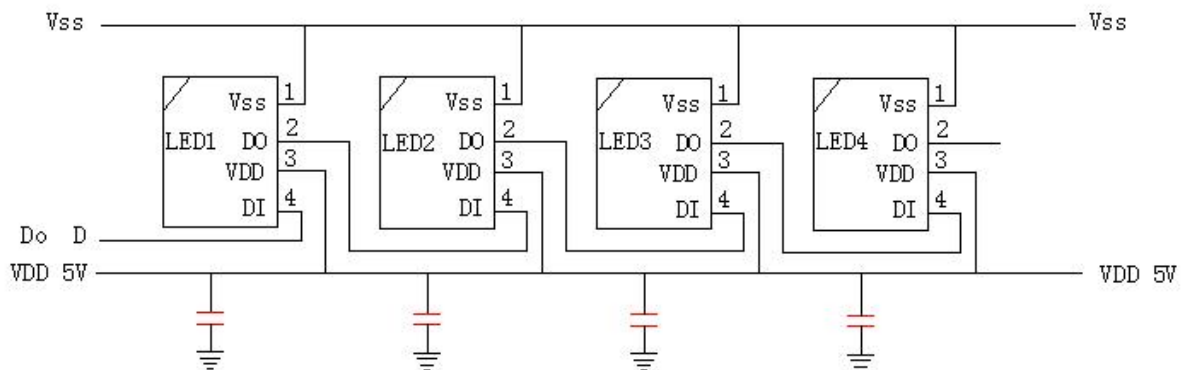 Vss Vss
Vss 1 Vss 1 Vss 1 Vss 1
LED1 DO 2 LED2 DO 2 LED3 DO 2 LED4 DO 2
VDD 3 VDD 3 VDD 3 VDD 3
DI 4 DI 4 DI 4 DI 4
Do D
VDD 5V VDD 5V